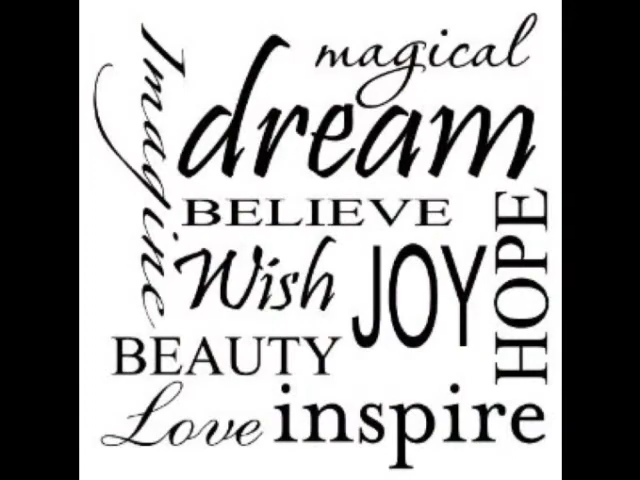 Imagine
magical
dream
BELIEVE
Wish
JOY
HOPE
BEAUTY
Love
inspire